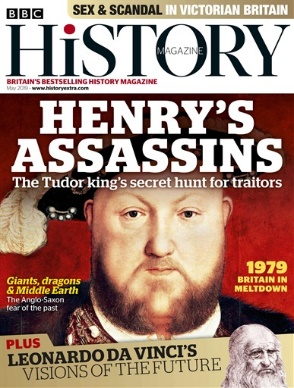 BBC
SEX & SCANDAL IN VICTORIAN BRITAIN
HiSTORY
MAGAZINE
BRITAIN'S BESTSELLING HISTORY MAGAZINE
May 2019 • www.historyextra.com
HENRY'S
ASSASSINS
The Tudor king's secret hunt for traitors
Giants, dragons
& Middle Earth
The Anglo-Saxon
fear of the past
1979
BRITAIN IN
MELTDOWN
PLUS
LEONARDO DA VINCI'S
VISIONS OF THE FUTURE